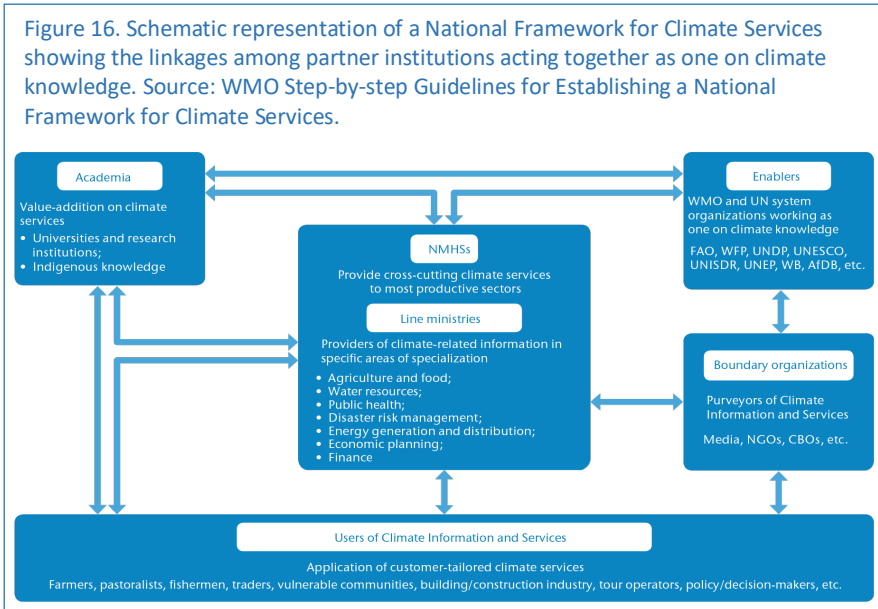 Figure 16. Schematic representation of a National Framework for Climate Services
showing the linkages among partner institutions acting together as one on climate
knowledge. Source: WMO Step-by-step Guidelines for Establishing a National
Framework for Climate Services.
Academia
Value-addition on climate
services
• Universities and research
institutions;
• Indigenous knowledge
Enablers
WMO and UN system
organizations working as
one on climate knowledge
FAO, WFP, UNDP, UNESCO,
UNISDR, UNEP, WB, AfDB, etc.
NMHSs
Provide cross-cutting climate services
to most productive sectors
Line ministries
Providers of climate-related information in
specific areas of specialization
• Agriculture and food;
• Water resources;
• Public health;
• Disaster risk management;
• Energy generation and distribution;
• Economic planning;
• Finance
Boundary organizations
Purveyors of Climate
Information and Services
Media, NGOs, CBOs, etc.
Users of Climate Information and Services
Application of customer-tailored climate services
Farmers, pastoralists, fishermen, traders, vulnerable communities, building/construction industry, tour operators, policy/decision-makers, etc.